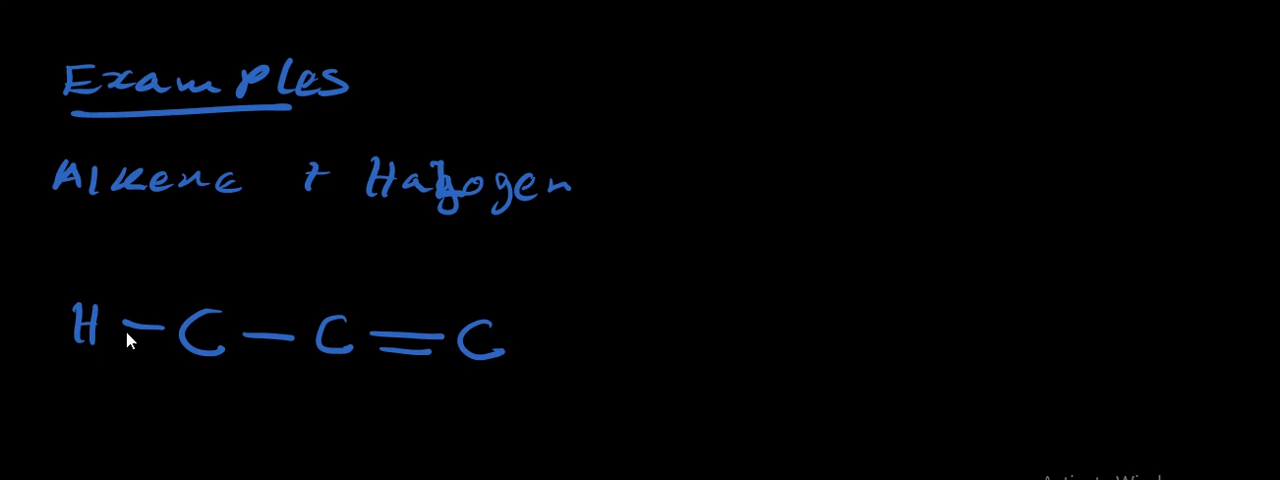 Examples
Alkene + Halogen
H - C - C = C